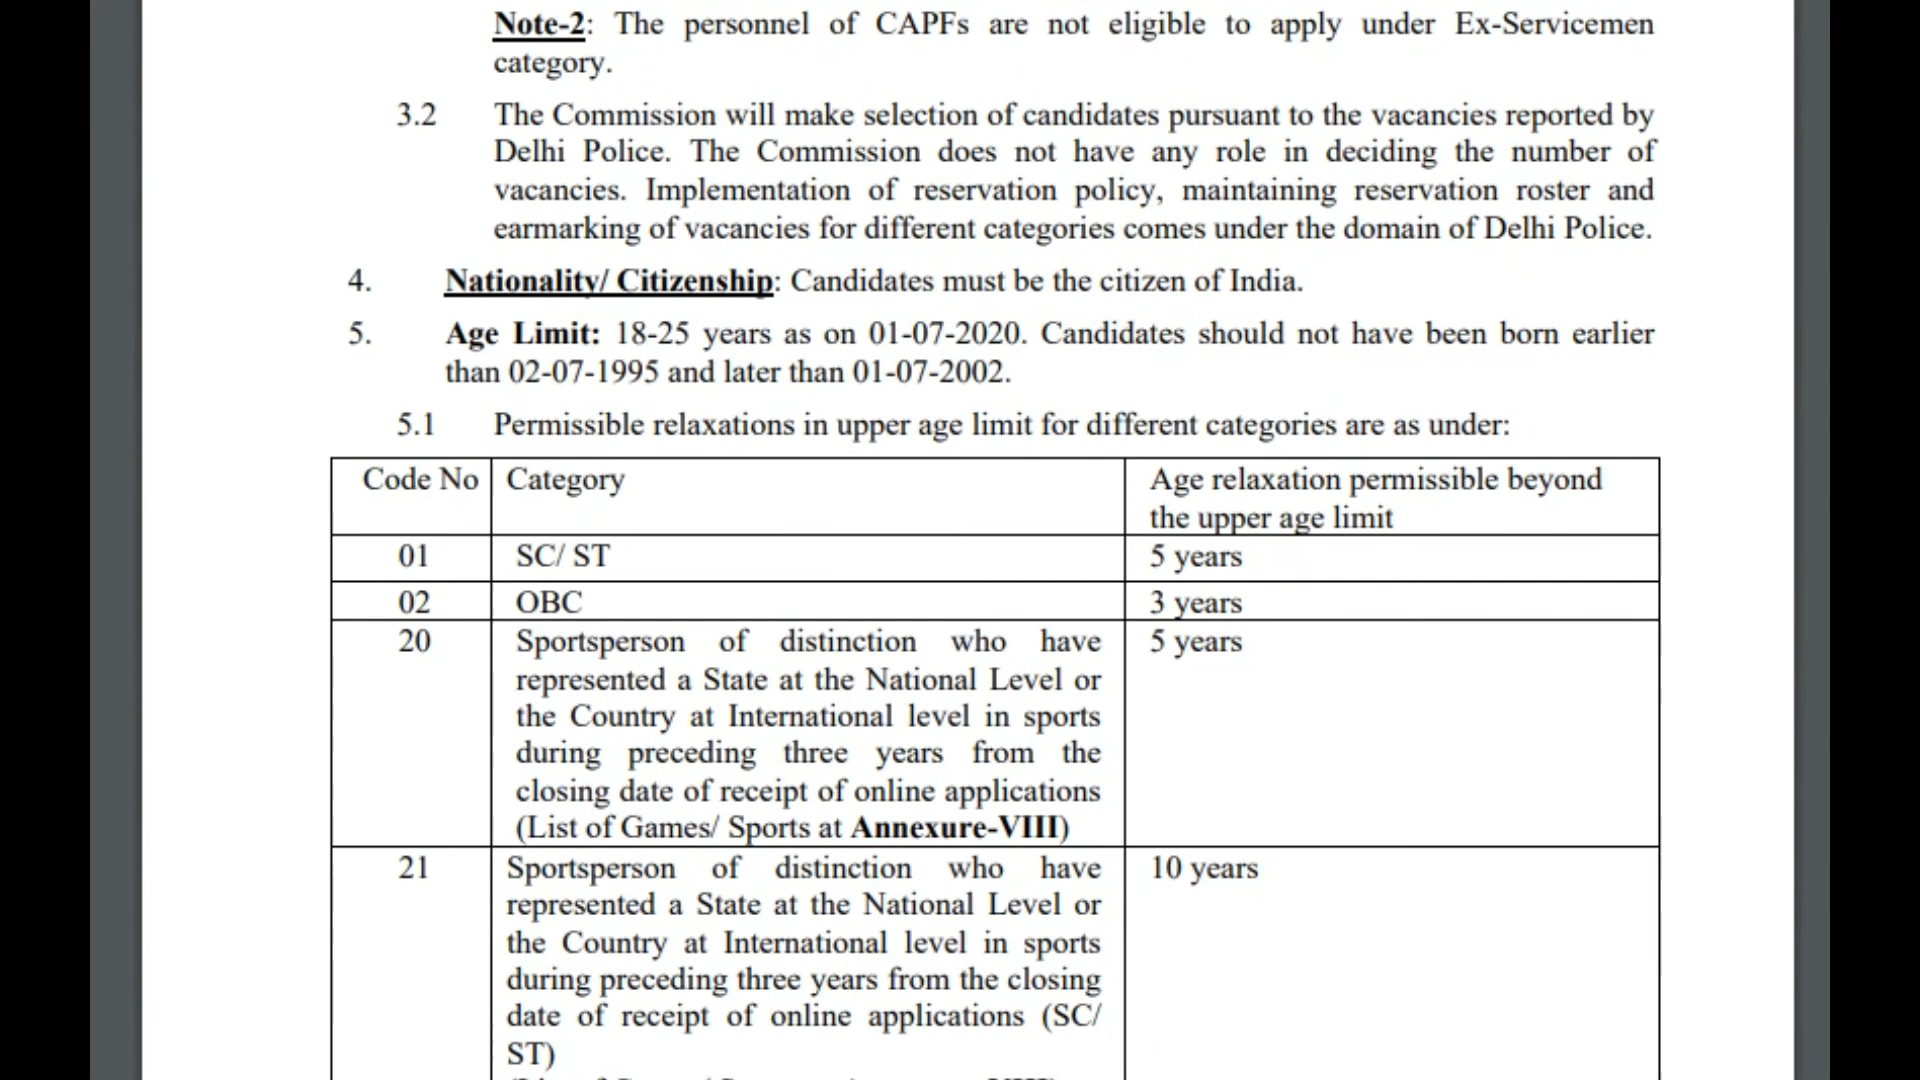 Note-2: The personnel of CAPFs are not eligible to apply under Ex-Servicemen
category.
3.2 The Commission will make selection of candidates pursuant to the vacancies reported by
Delhi Police. The Commission does not have any role in deciding the number of
vacancies. Implementation of reservation policy, maintaining reservation roster and
earmarking of vacancies for different categories comes under the domain of Delhi Police.
4. Nationality/ Citizenship: Candidates must be the citizen of India.
5. Age Limit: 18-25 years as on 01-07-2020. Candidates should not have been born earlier
than 02-07-1995 and later than 01-07-2002.
5.1 Permissible relaxations in upper age limit for different categories are as under:
Code No Category Age relaxation permissible beyond
the upper age limit
01 SC/ ST 5 years
02 OBC 3 years
20 Sportsperson of distinction who have 5 years
represented a State at the National Level or
the Country at International level in sports
during preceding three years from the
closing date of receipt of online applications
(List of Games/ Sports at Annexure-VIII)
21 Sportsperson of distinction who have 10 years
represented a State at the National Level or
the Country at International level in sports
during preceding three years from the closing
date of receipt of online applications (SC/
ST)